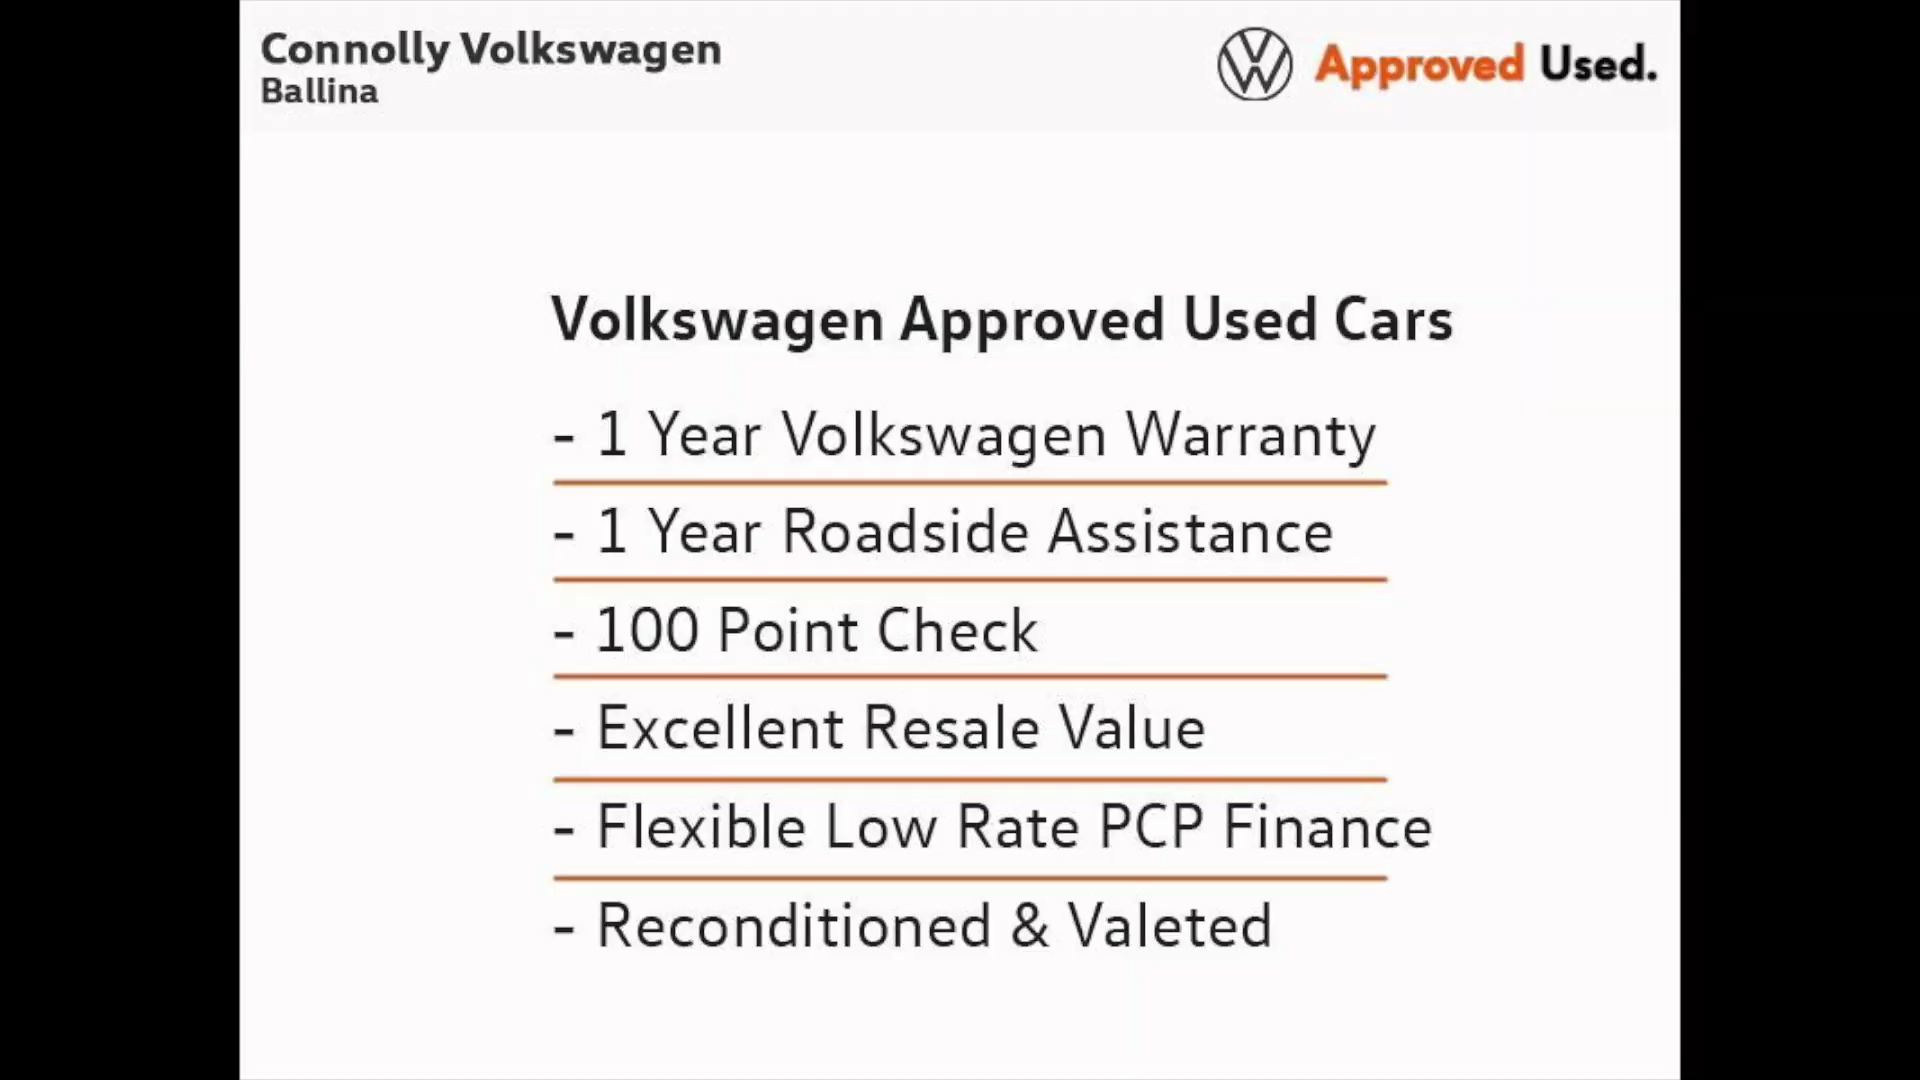 Connolly Volkswagen
Ballina
Approved Used.
Volkswagen Approved Used Cars
- 1 Year Volkswagen Warranty
- 1 Year Roadside Assistance
- 100 Point Check
- Excellent Resale Value
- Flexible Low Rate PCP Finance
- Reconditioned & Valeted